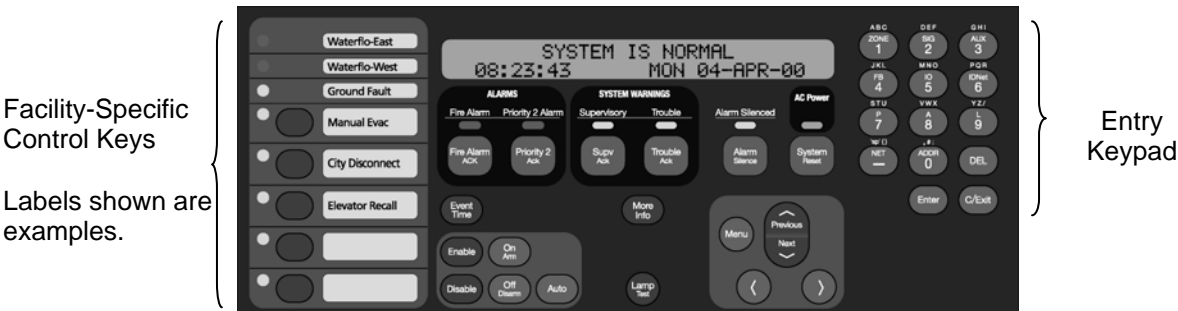 Facility-Specific
Control Keys
Labels shown are
examples.
Waterflo-East
Waterflo-West
Ground Fault
Manual Evac
City Disconnect
Elevator Recall
SYSTEM IS NORMAL
08:23:43 MON 04-APR-00
ALARMS
SYSTEM WARNINGS
AC Power
Fire Alarm Priority 2 Alarm Supervisory Trouble Alarm Silenced
Fire Alarm
ACK
Priority 2
Ack
Supv
Ack
Trouble
Ack
Alarm
Silence
System
Reset
Event
Time
More
Info
Enable
On
Arm
Disable
Off
Disarm
Auto
Lamp
Test
Menu
Previous
Next
ABC DEF GHI
ZONE SIG AUX
1 2 3
JKL MNO PQR
FB IO IDNet
4 5 6
STU VWX YZ/
P A L
7 8 9
NET ADDR DEL
0
Enter C/Exit
Entry
Keypad